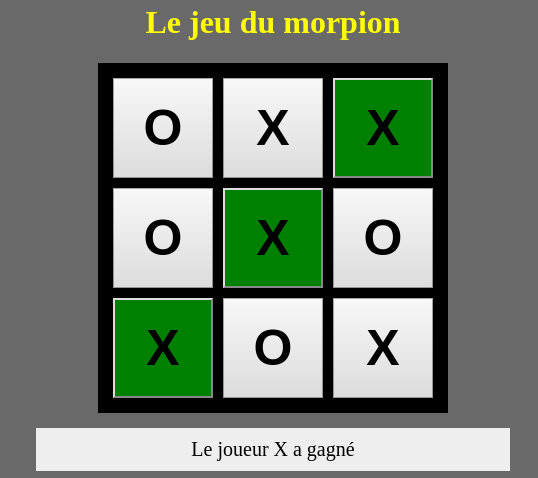 Le jeu du morpion
O X X
O X O
X O X
Le joueur X a gagné